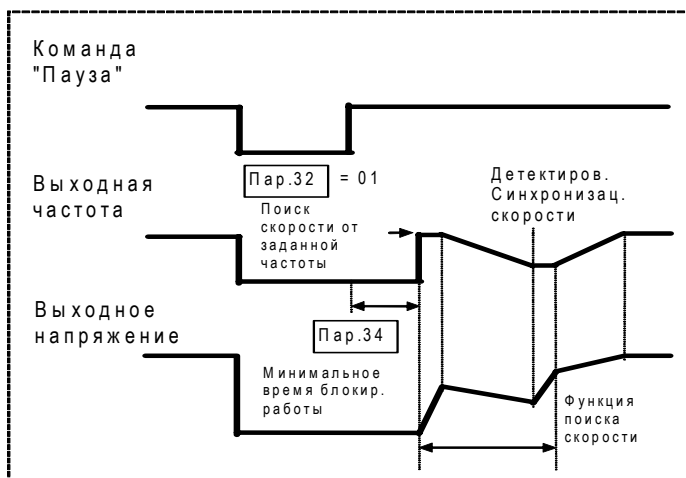 Команда
"Пауза"
Пар.32 = 01
Выходная
частота
Поиск
скорости от
заданной
частоты
Детектиров.
Синхронизац.
скорости
Выходное
напряжение
Пар.34
Минимальное
время блокир.
работы
Функция
поиска
скорости